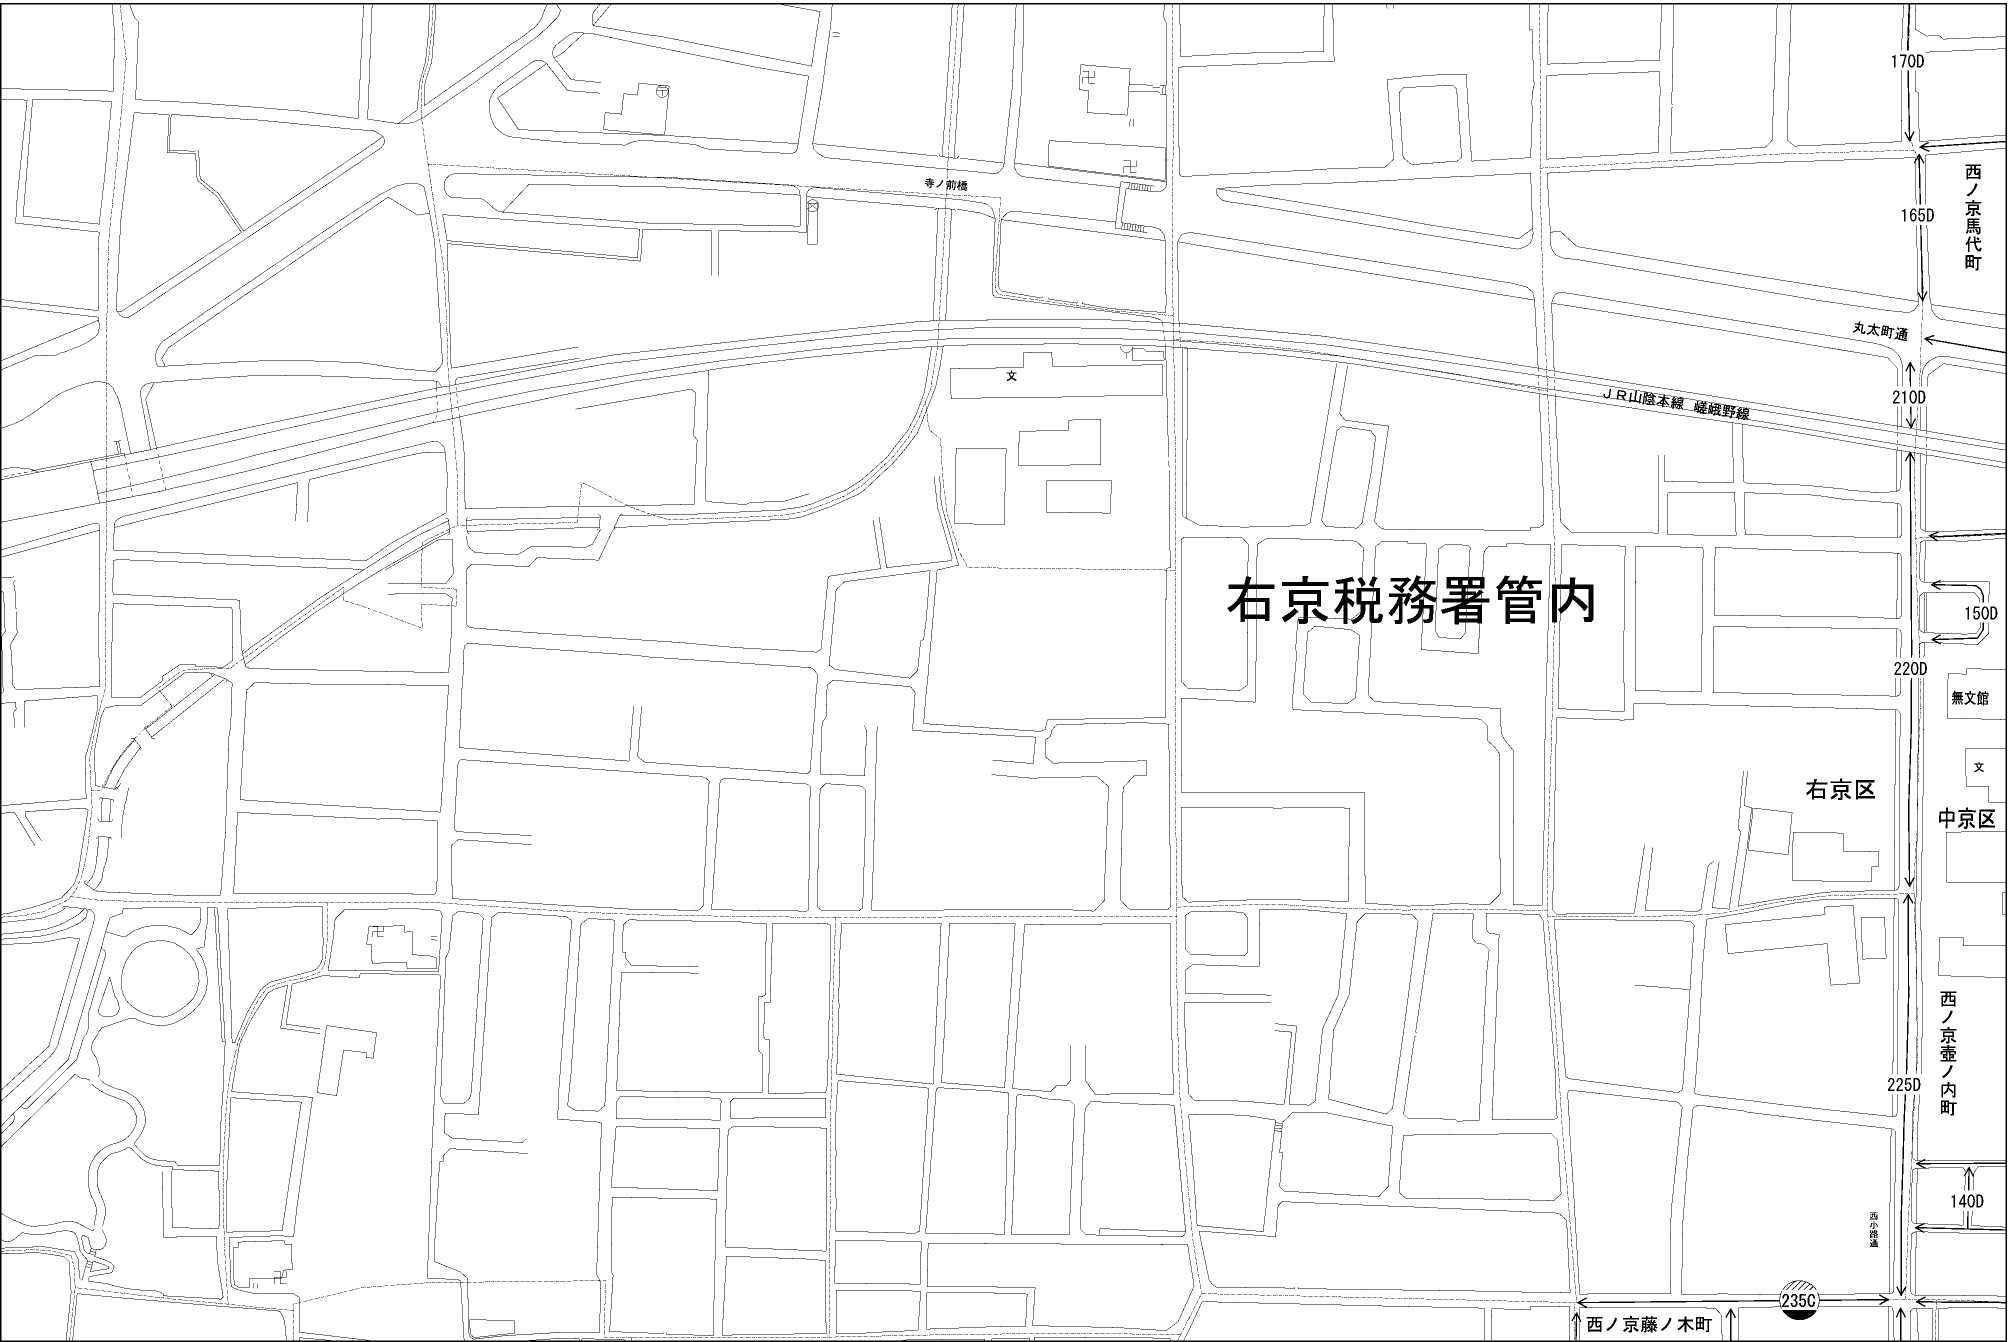 170D
西ノ京馬代町
寺ノ前橋
165D
丸太町通
文
210D
JR山陰本線 嵯峨野線
右京税務署管内
150D
220D
無文館
文
右京区
中京区
西ノ京壺ノ内町
225D
140D
西小路通
235C
西ノ京藤ノ木町